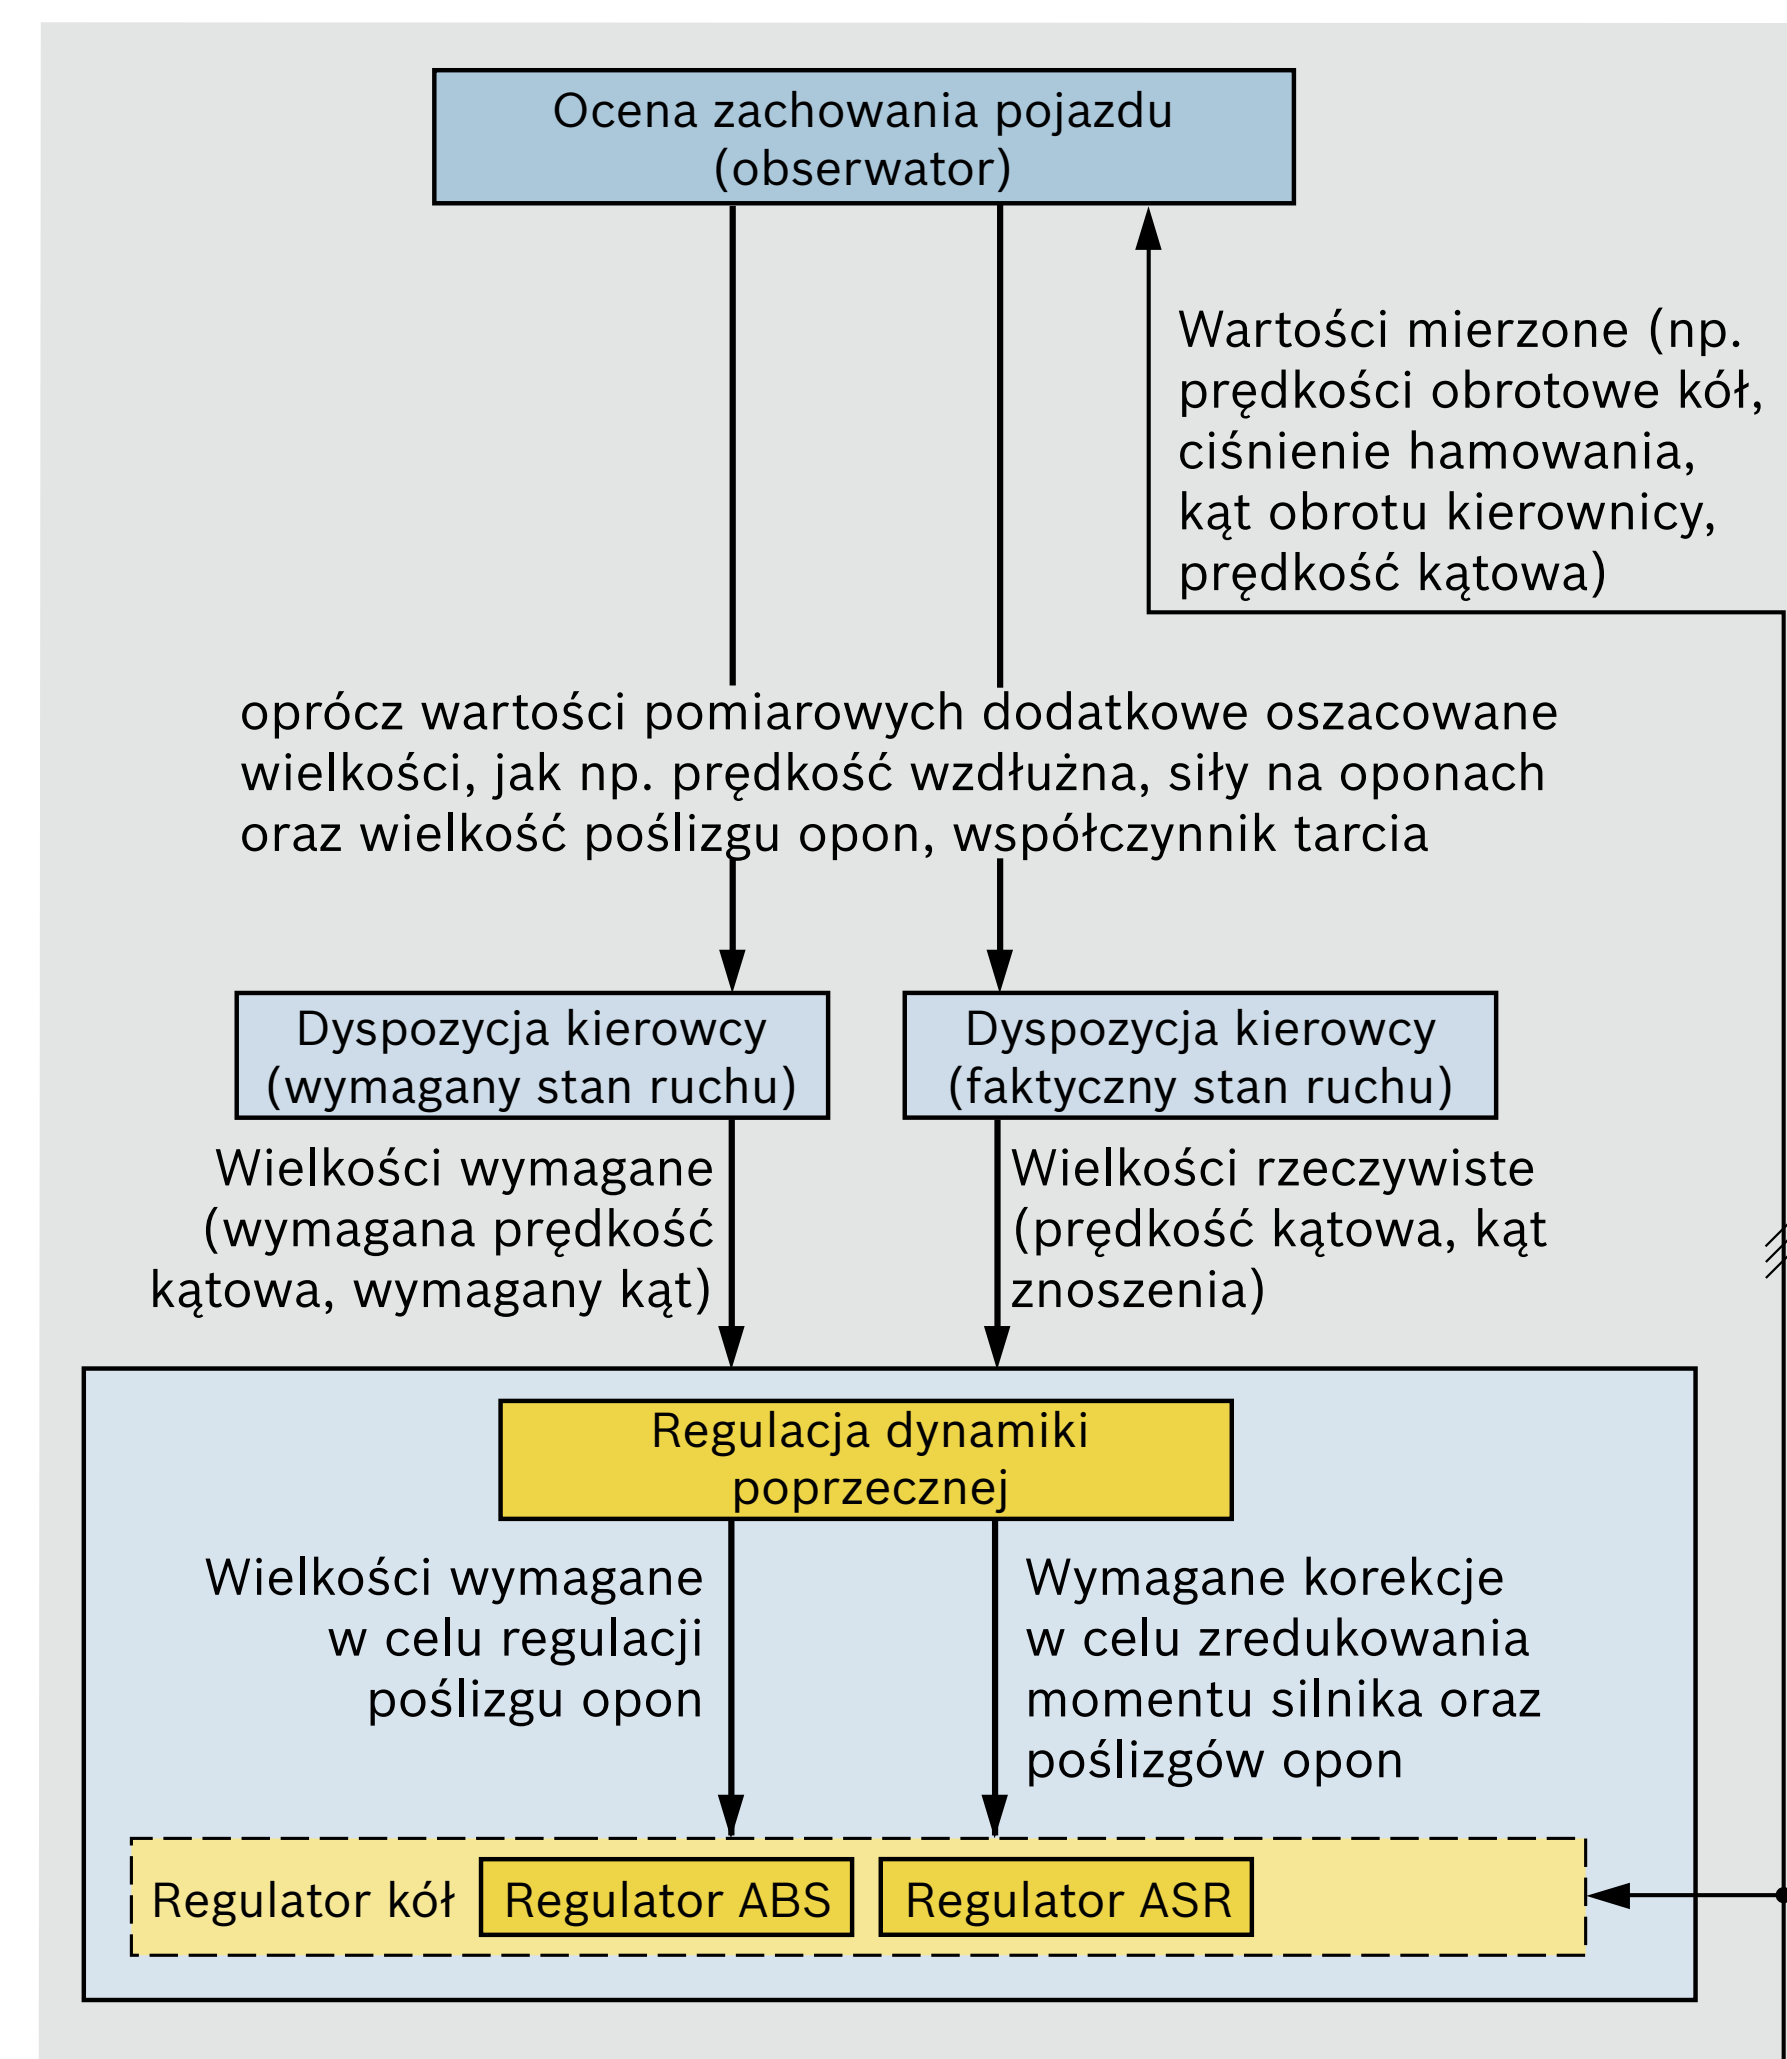 Ocena zachowania pojazdu
(obserwator)
Wartości mierzone (np.
prędkości obrotowe kół,
ciśnienie hamowania,
kąt obrotu kierownicy,
prędkość kątowa)
oprócz wartości pomiarowych dodatkowe oszacowane
wielkości, jak np. prędkość wzdłużna, siły na oponach
oraz wielkość poślizgu opon, współczynnik tarcia
Dyspozycja kierowcy
(wymagany stan ruchu)
Dyspozycja kierowcy
(faktyczny stan ruchu)
Wielkości wymagane
(wymagana prędkość
kątowa, wymagany kąt)
Wielkości rzeczywiste
(prędkość kątowa, kąt
znoszenia)
Regulacja dynamiki
poprzecznej
Wielkości wymagane
w celu regulacji
poślizgu opon
Wymagane korekcje
w celu zredukowania
momentu silnika oraz
poślizgów opon
Regulator kół
Regulator ABS
Regulator ASR